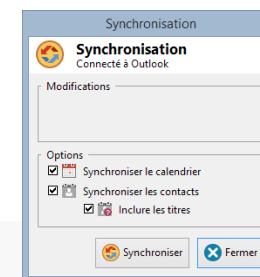 Synchronisation
Synchronisation
Connecté à Outlook
Modifications
Options
Synchroniser le calendrier
Synchroniser les contacts
Inclure les titres
Synchroniser Fermer